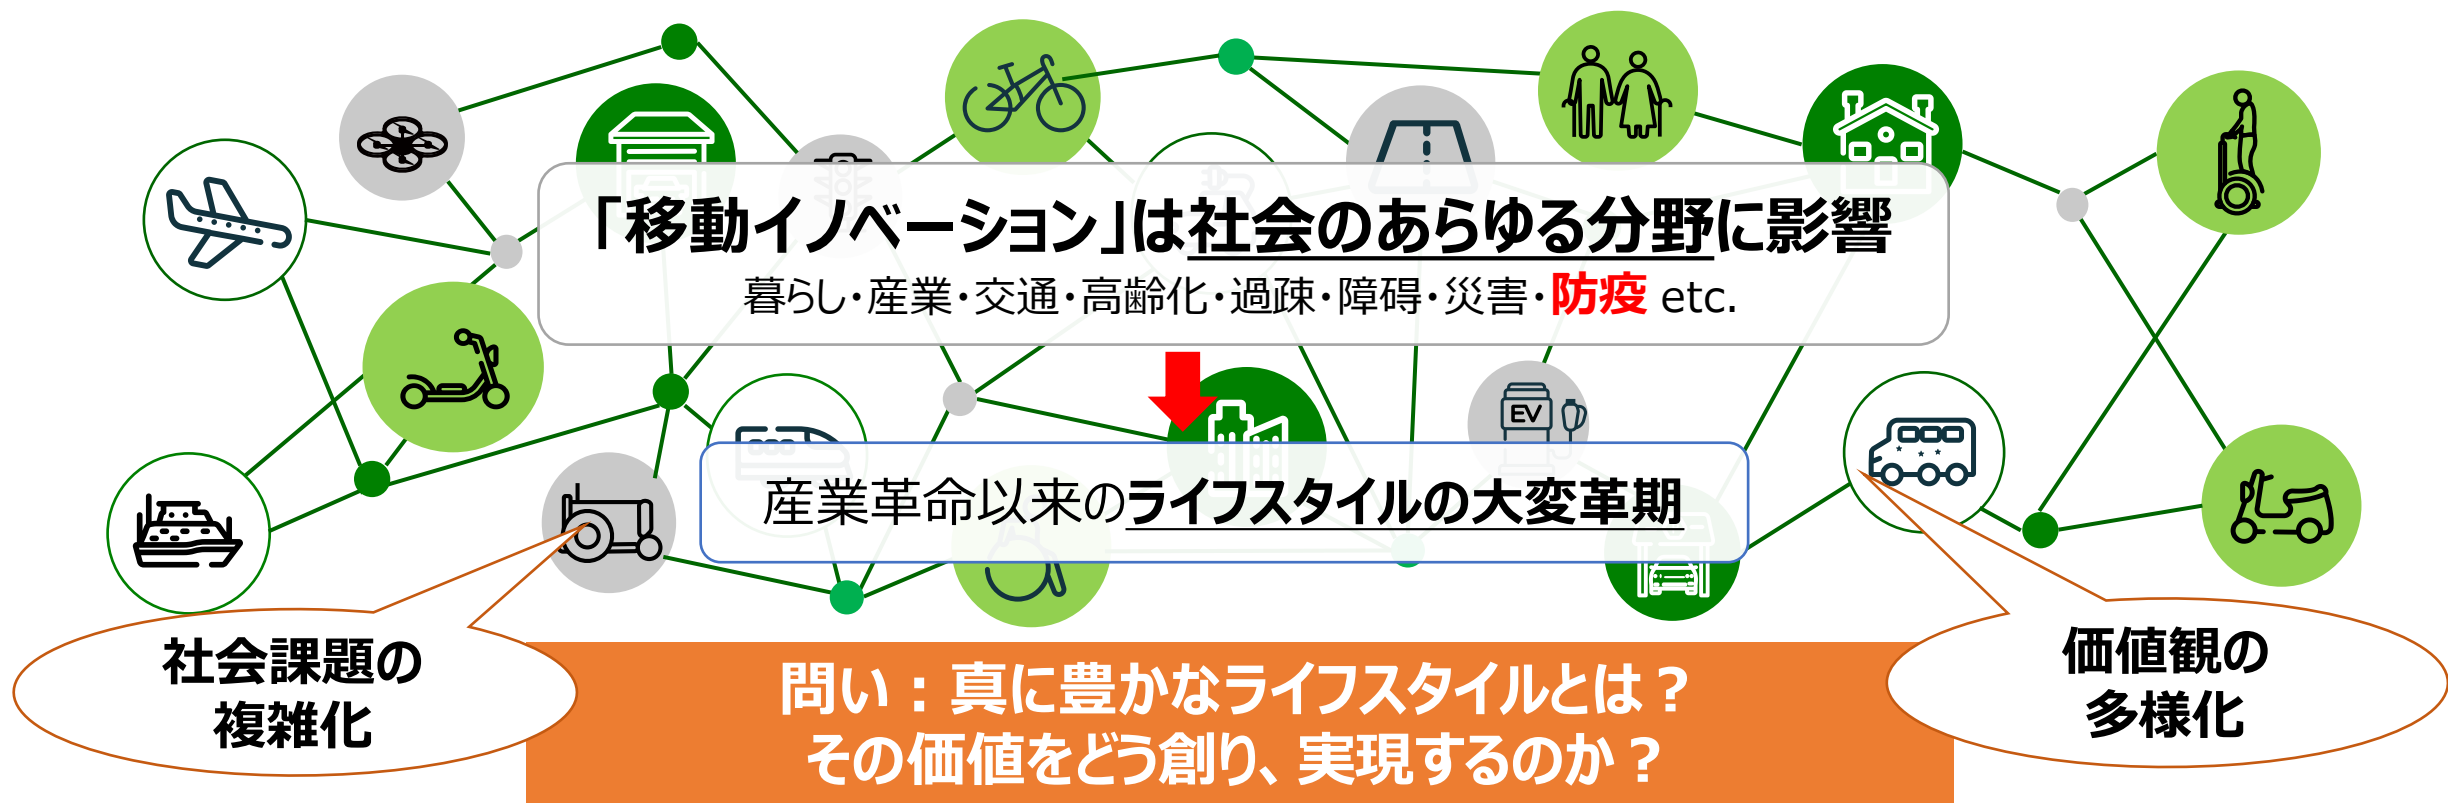 「移動イノベーション」は社会のあらゆる分野に影響
暮らし・産業・交通・高齢化・過疎・障碍・災害・防疫 etc.
EV
産業革命以来のライフスタイルの大変革期
社会課題の
複雑化
価値観の
多様化
問い：真に豊かなライフスタイルとは？
その価値をどう創り、実現するのか？